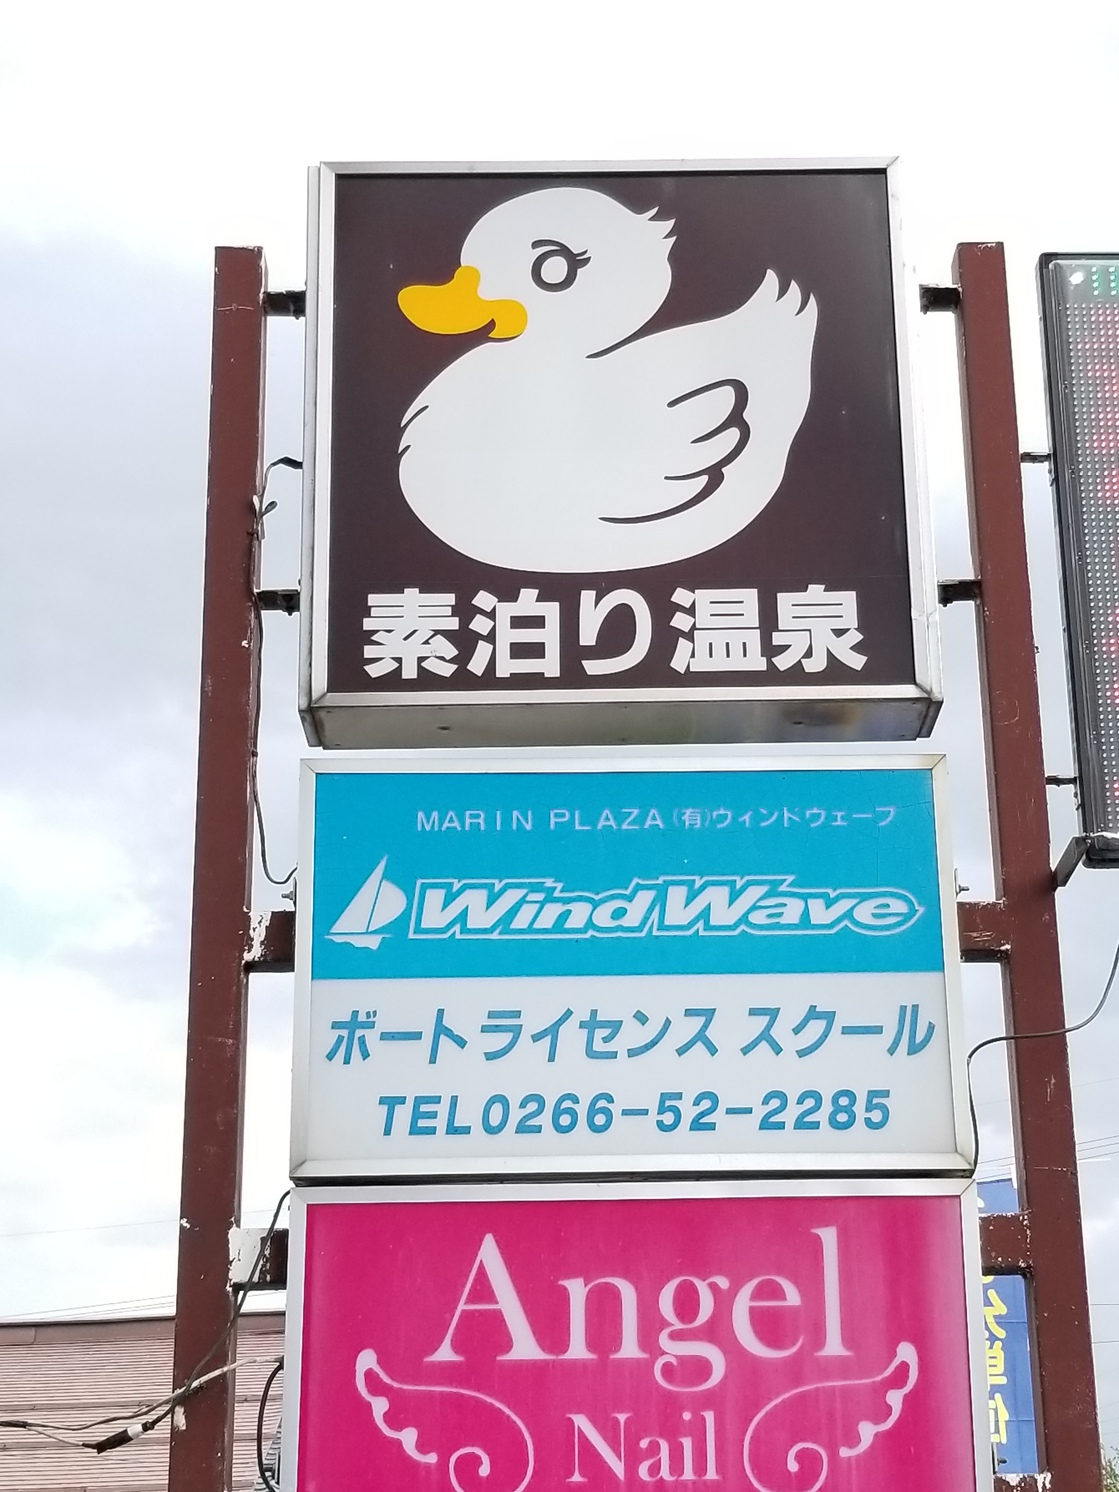 素泊り温泉
MARIN PLAZA (有)ウィンドウェーブ
WindWave
ボートライセンス スクール
TEL0266-52-2285
Angel
Nail